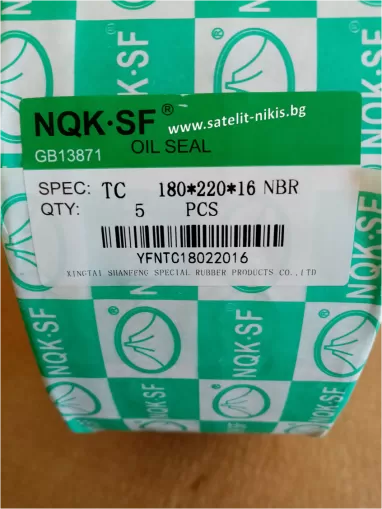 NQK·SF
NQK·SF®
www.satelit-nikis.bg
GB13871
OIL SEAL
SPEC: TC 180*220*16 NBR
QTY: 5 PCS
YFNTC18022016
XINGTAI SHANFENG SPECIAL RUBBER PRODUCTS CO.,LTD
NQK·SF
NQK·SF
NQK·SF